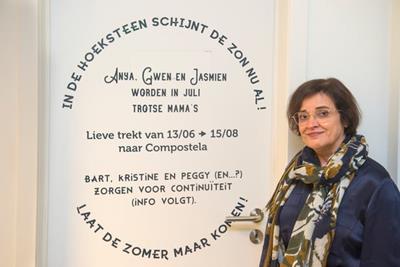 IN DE HOEKSTEEN SCHIJNT DE ZON NU AL!
ANYA, GWEN EN JASMIEN
WORDEN IN JULI
TROTSE MAMA'S
Lieve trekt van 13/06 → 15/08
naar Compostela
BART, KRISTINE EN PEGGY (EN...?)
ZORGEN VOOR CONTINUÏTEIT
(INFO VOLGT).
LAAT DE ZOMER MAAR KOMEN!